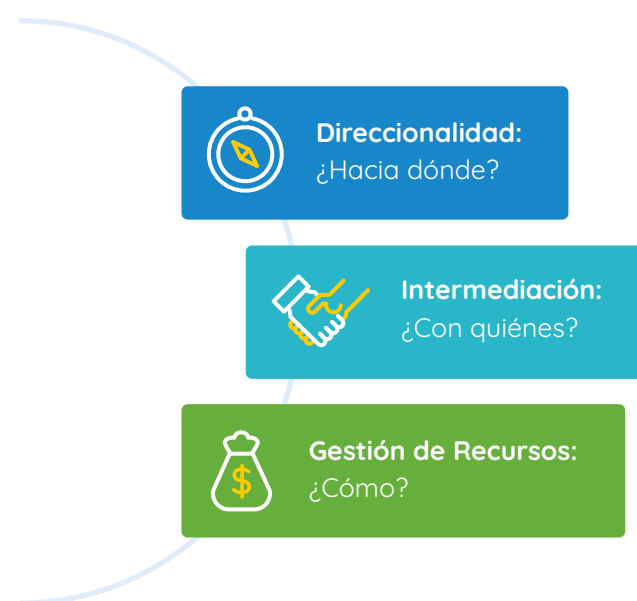 Direccionalidad:
¿Hacia dónde?
Intermediación:
¿Con quiénes?
$
Gestión de Recursos:
¿Cómo?